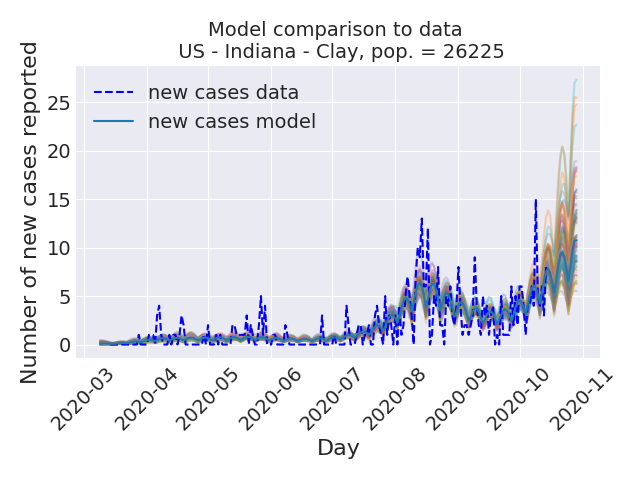 Model comparison to data
US - Indiana - Clay, pop. = 26225
new cases data
new cases model
Number of new cases reported
25
20
15
10
5
0
2020-03
2020-04
2020-05
2020-06
2020-07
2020-08
2020-09
2020-10
2020-11
Day